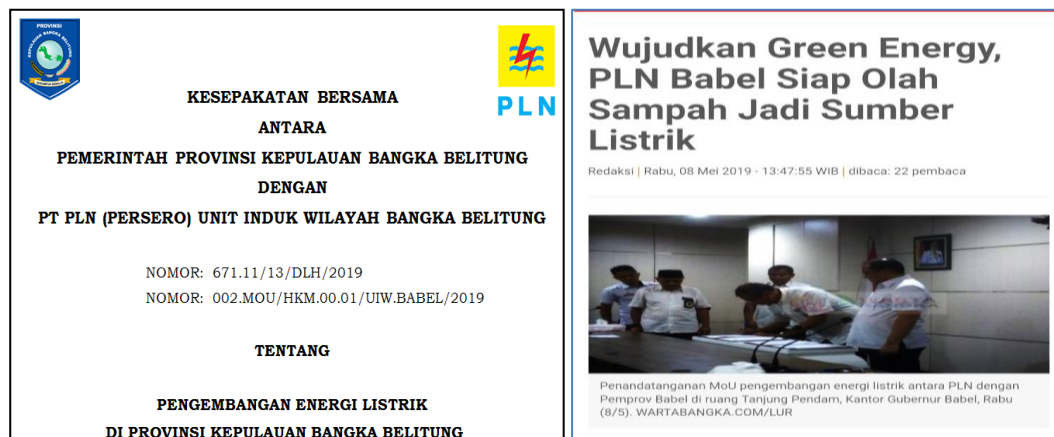 PROVINSI
KEPULAUAN BANGKA BELITUNG
PLN
KESEPAKATAN BERSAMA
ANTARA
PEMERINTAH PROVINSI KEPULAUAN BANGKA BELITUNG
DENGAN
PT PLN (PERSERO) UNIT INDUK WILAYAH BANGKA BELITUNG
NOMOR: 671.11/13/DLH/2019
NOMOR: 002.MOU/HKM.00.01/UIW.BABEL/2019
TENTANG
PENGEMBANGAN ENERGI LISTRIK
DI PROVINSI KEPULAUAN BANGKA BELITUNG
Wujudkan Green Energy,
PLN Babel Siap Olah
Sampah Jadi Sumber
Listrik
Redaksi | Rabu, 08 Mei 2019 - 13:47:55 WIB | dibaca: 22 pembaca
Penandatanganan MoU pengembangan energi listrik antara PLN dengan
Pemprov Babel di ruang Tanjung Pendam, Kantor Gubernur Babel, Rabu
(8/5). WARTABANGKA.COM/LUR